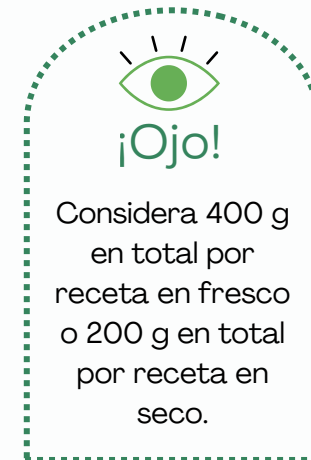 ¡Ojo!
Considera 400 g
en total por
receta en fresco
o 200 g en total
por receta en
seco.